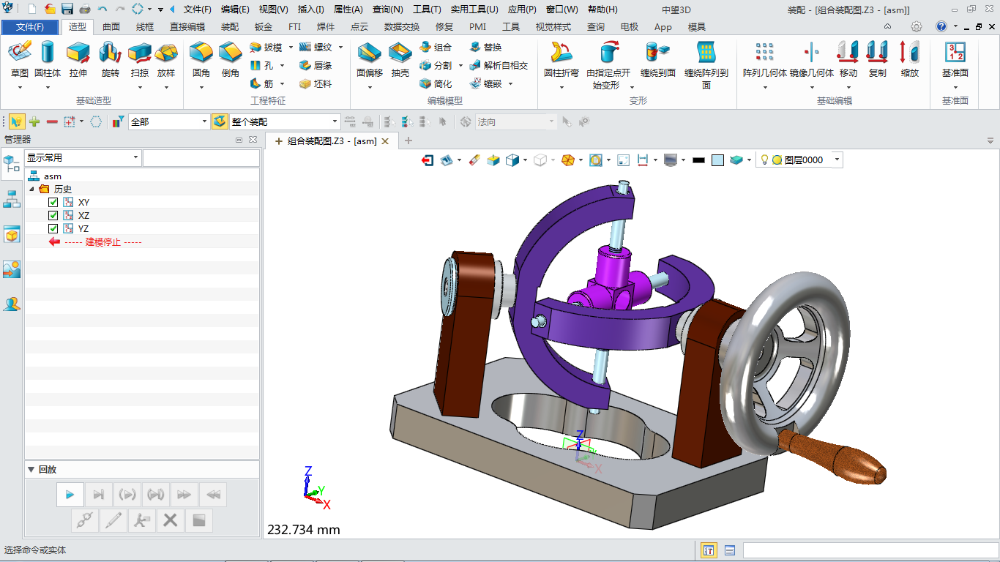 文件(F) 编辑(E) 视图(V) 插入(I) 属性(A) 查询(N) 工具(T) 实用工具(U) 应用(P) 窗口(W) 帮助(H) 中望3D 装配 - [组合装配图.Z3 - [asm]]
文件(F) 造型 曲面 线框 直接编辑 装配 钣金 FTI 焊件 点云 数据交换 修复 PMI 工具 视觉样式 查询 电极 App 模具
草图 圆柱体 拉伸 旋转 扫掠 放样
基础造型
圆角 倒角 拔模 螺纹
孔 唇缘
筋 坯料
工程特征
面偏移 抽壳 组合 替换
分割 解析自相交
简化 镶嵌
编辑模型
圆柱折弯 由指定点开始变形 缠绕到面 缠绕阵列到面
变形
阵列几何体 镜像几何体 移动 复制 缩放
基础编辑
基准面
基准面
全部 整个装配 法向
管理器
组合装配图.Z3 - [asm]
显示常用
图层0000
asm
历史
XY
XZ
YZ
----- 建模停止 -----
回放
Z
Y
X
Z
X
232.734 mm
选择命令或实体